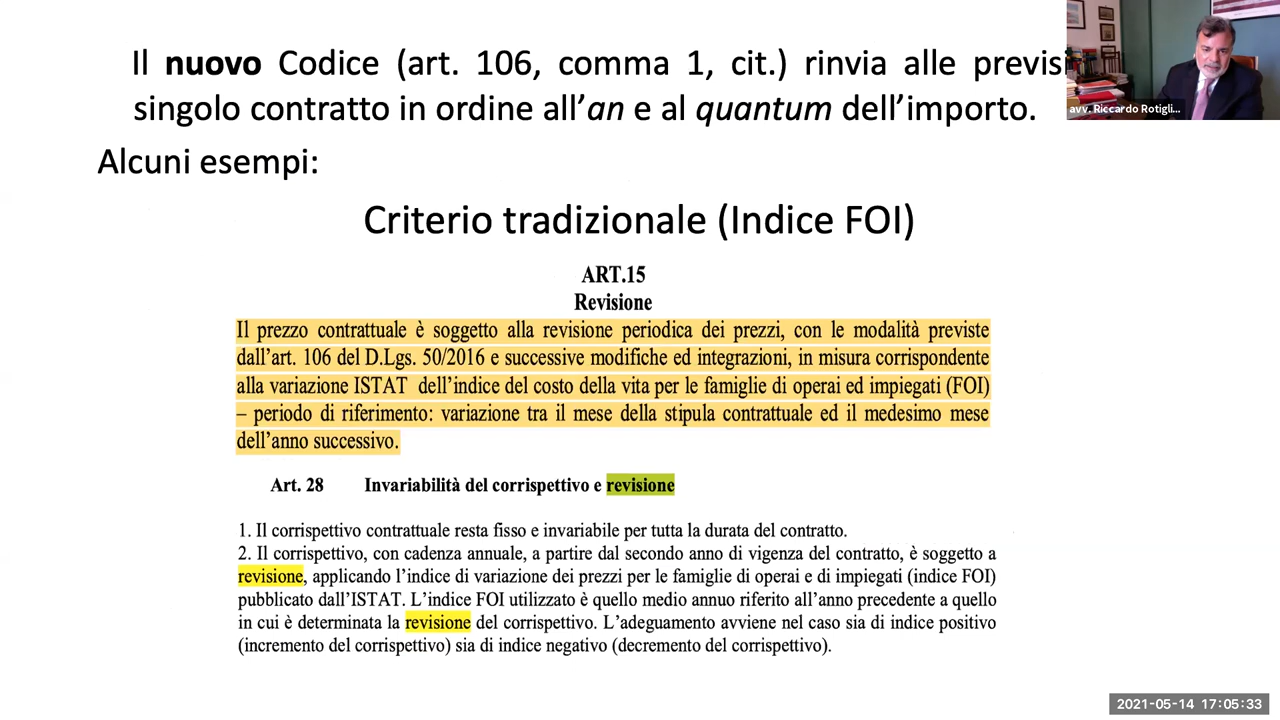 Il nuovo Codice (art. 106, comma 1, cit.) rinvia alle
singolo contratto in ordine all’an e al quantum dell’importo.
avv. Riccardo Rotigli...
Alcuni esempi:
Criterio tradizionale (Indice FOI)
ART.15
Revisione
Il prezzo contrattuale è soggetto alla revisione periodica dei prezzi, con le modalità previste
dall’art. 106 del D.Lgs. 50/2016 e successive modifiche ed integrazioni, in misura corrispondente
alla variazione ISTAT dell’indice del costo della vita per le famiglie di operai ed impiegati (FOI)
– periodo di riferimento: variazione tra il mese della stipula contrattuale ed il medesimo mese
dell’anno successivo.
Art. 28 Invariabilità del corrispettivo e revisione
1. Il corrispettivo contrattuale resta fisso e invariabile per tutta la durata del contratto.
2. Il corrispettivo, con cadenza annuale, a partire dal secondo anno di vigenza del contratto, è soggetto a
revisione, applicando l’indice di variazione dei prezzi per le famiglie di operai e di impiegati (indice FOI)
pubblicato dall’ISTAT. L’indice FOI utilizzato è quello medio annuo riferito all’anno precedente a quello
in cui è determinata la revisione del corrispettivo. L’adeguamento avviene nel caso sia di indice positivo
(incremento del corrispettivo) sia di indice negativo (decremento del corrispettivo).
2021-05-14 17:05:33